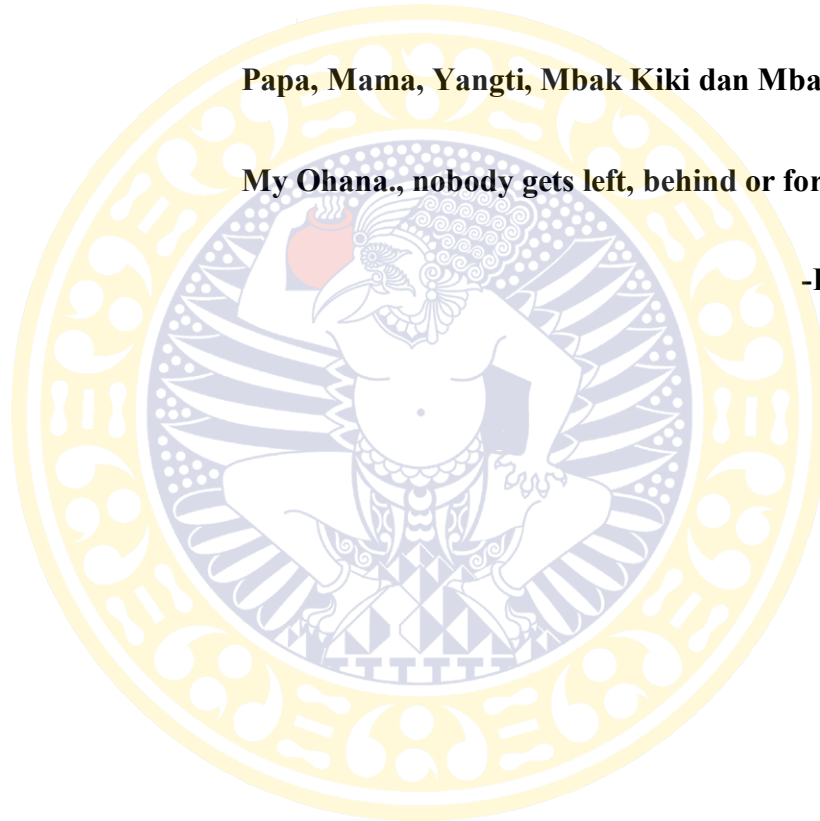 Papa, Mama, Yangti, Mbak Kiki dan
My Ohana., nobody gets left, behind or